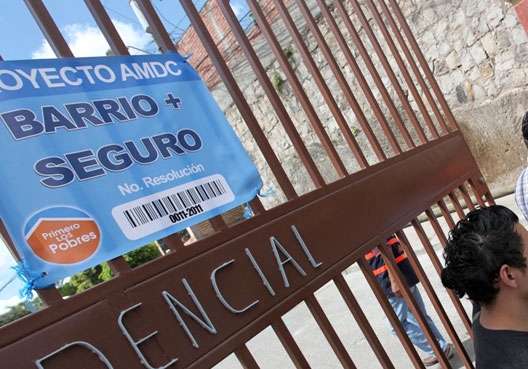 OYECTO AMDC
BARRIO +
SEGURO
No. Resolución
0011-2011
Primero
Los
Pobres
DENCIAL